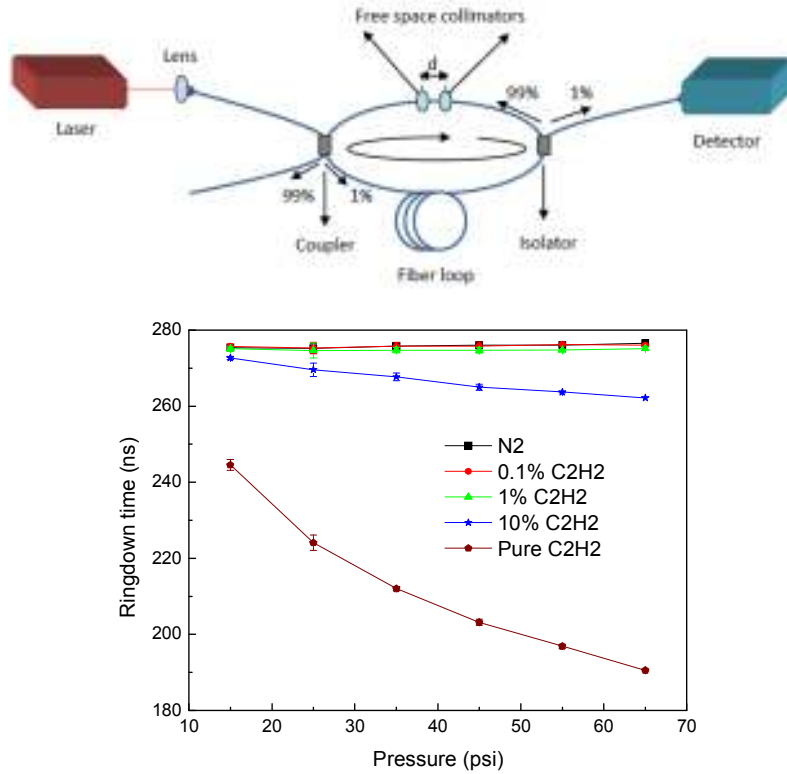 Free space collimators
Lens
d
99%
1%
Laser
Detector
99%
1%
Coupler
Isolator
Fiber loop
280
260
240
220
200
180
Ringdown time (ns)
N2
0.1% C2H2
1% C2H2
10% C2H2
Pure C2H2
10 20 30 40 50 60 70
Pressure (psi)